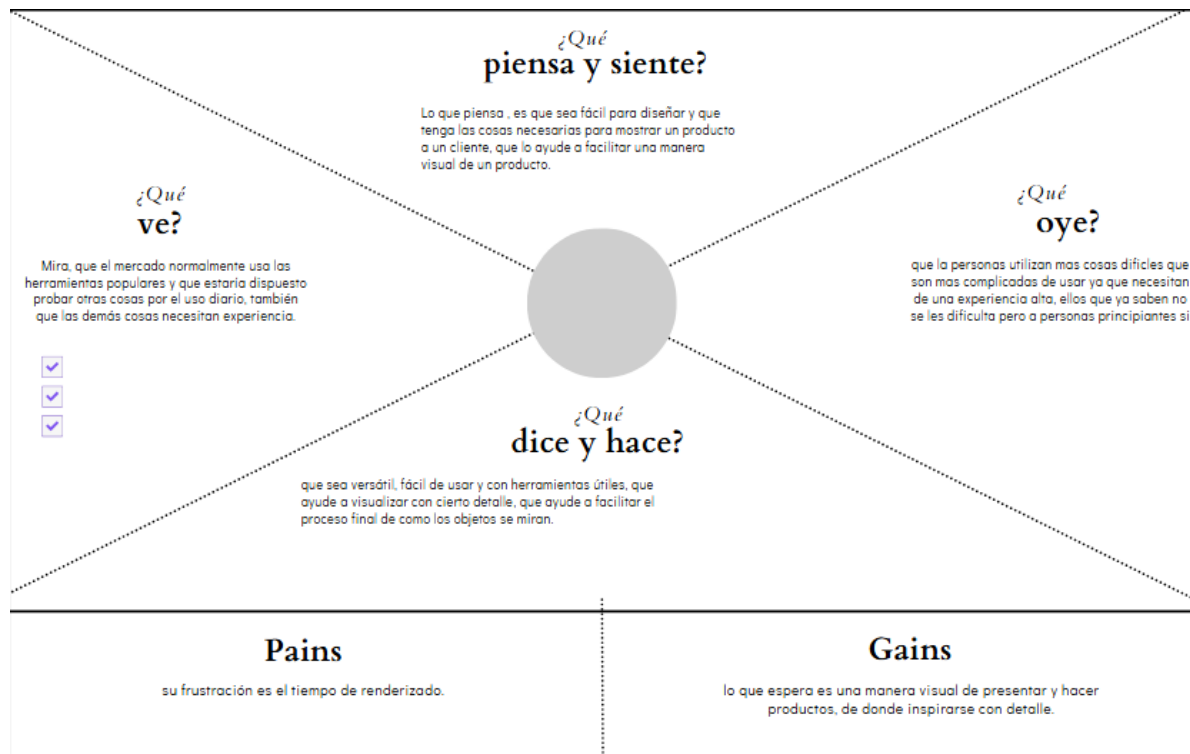 ¿Qué
piensa y siente?
Lo que piensa , es que sea fácil para diseñar y que
tenga las cosas necesarias para mostrar un producto
a un cliente, que lo ayude a facilitar una manera
visual de un producto.
¿Qué
ve?
Mira, que el mercado normalmente usa las
herramientas populares y que estaría dispuesto
probar otras cosas por el uso diario, también
que las demás cosas necesitan experiencia.
¿Qué
oye?
que la personas utilizan mas cosas dificles que
son mas complicadas de usar ya que necesitan
de una experiencia alta, ellos que ya saben no
se les dificulta pero a personas principiantes si
¿Qué
dice y hace?
que sea versátil, fácil de usar y con herramientas útiles, que
ayude a visualizar con cierto detalle, que ayude a facilitar el
proceso final de como los objetos se miran.
Pains
su frustración es el tiempo de renderizado.
Gains
lo que espera es una manera visual de presentar y hacer
productos, de donde inspirarse con detalle.